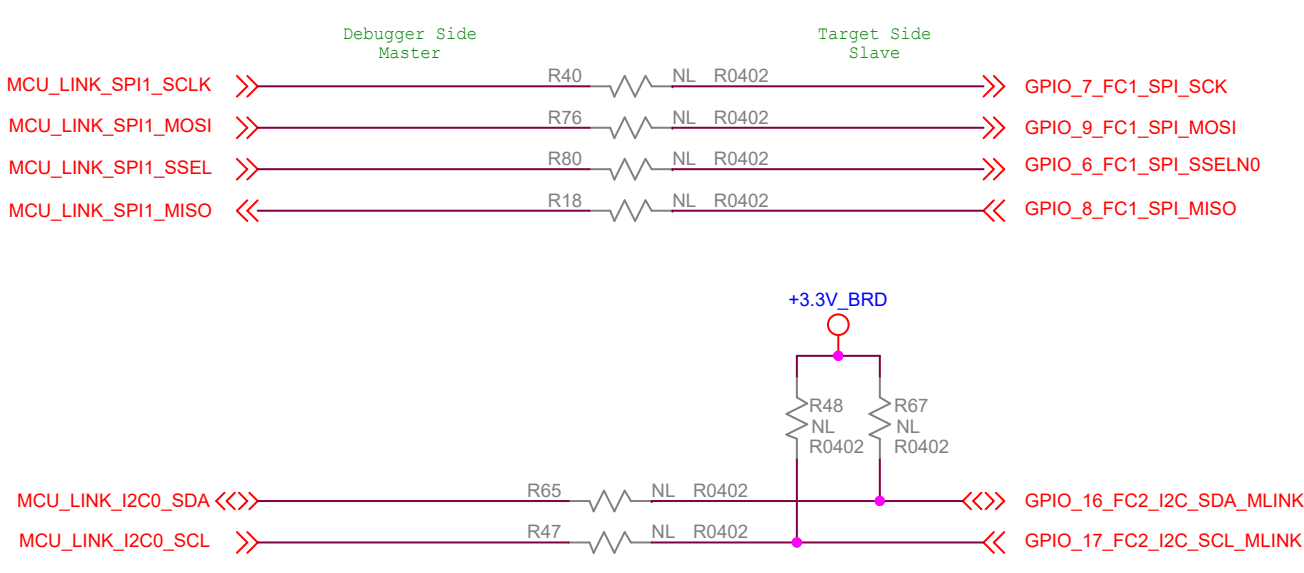 Debugger Side
Master
Target Side
Slave
MCU_LINK_SPI1_SCLK R40 NL R0402 GPIO_7_FC1_SPI_SCK
MCU_LINK_SPI1_MOSI R76 NL R0402 GPIO_9_FC1_SPI_MOSI
MCU_LINK_SPI1_SSEL R80 NL R0402 GPIO_6_FC1_SPI_SSELN0
MCU_LINK_SPI1_MISO R18 NL R0402 GPIO_8_FC1_SPI_MISO
+3.3V_BRD
R48
NL
R0402
R67
NL
R0402
MCU_LINK_I2C0_SDA R65 NL R0402 GPIO_16_FC2_I2C_SDA_MLINK
MCU_LINK_I2C0_SCL R47 NL R0402 GPIO_17_FC2_I2C_SCL_MLINK